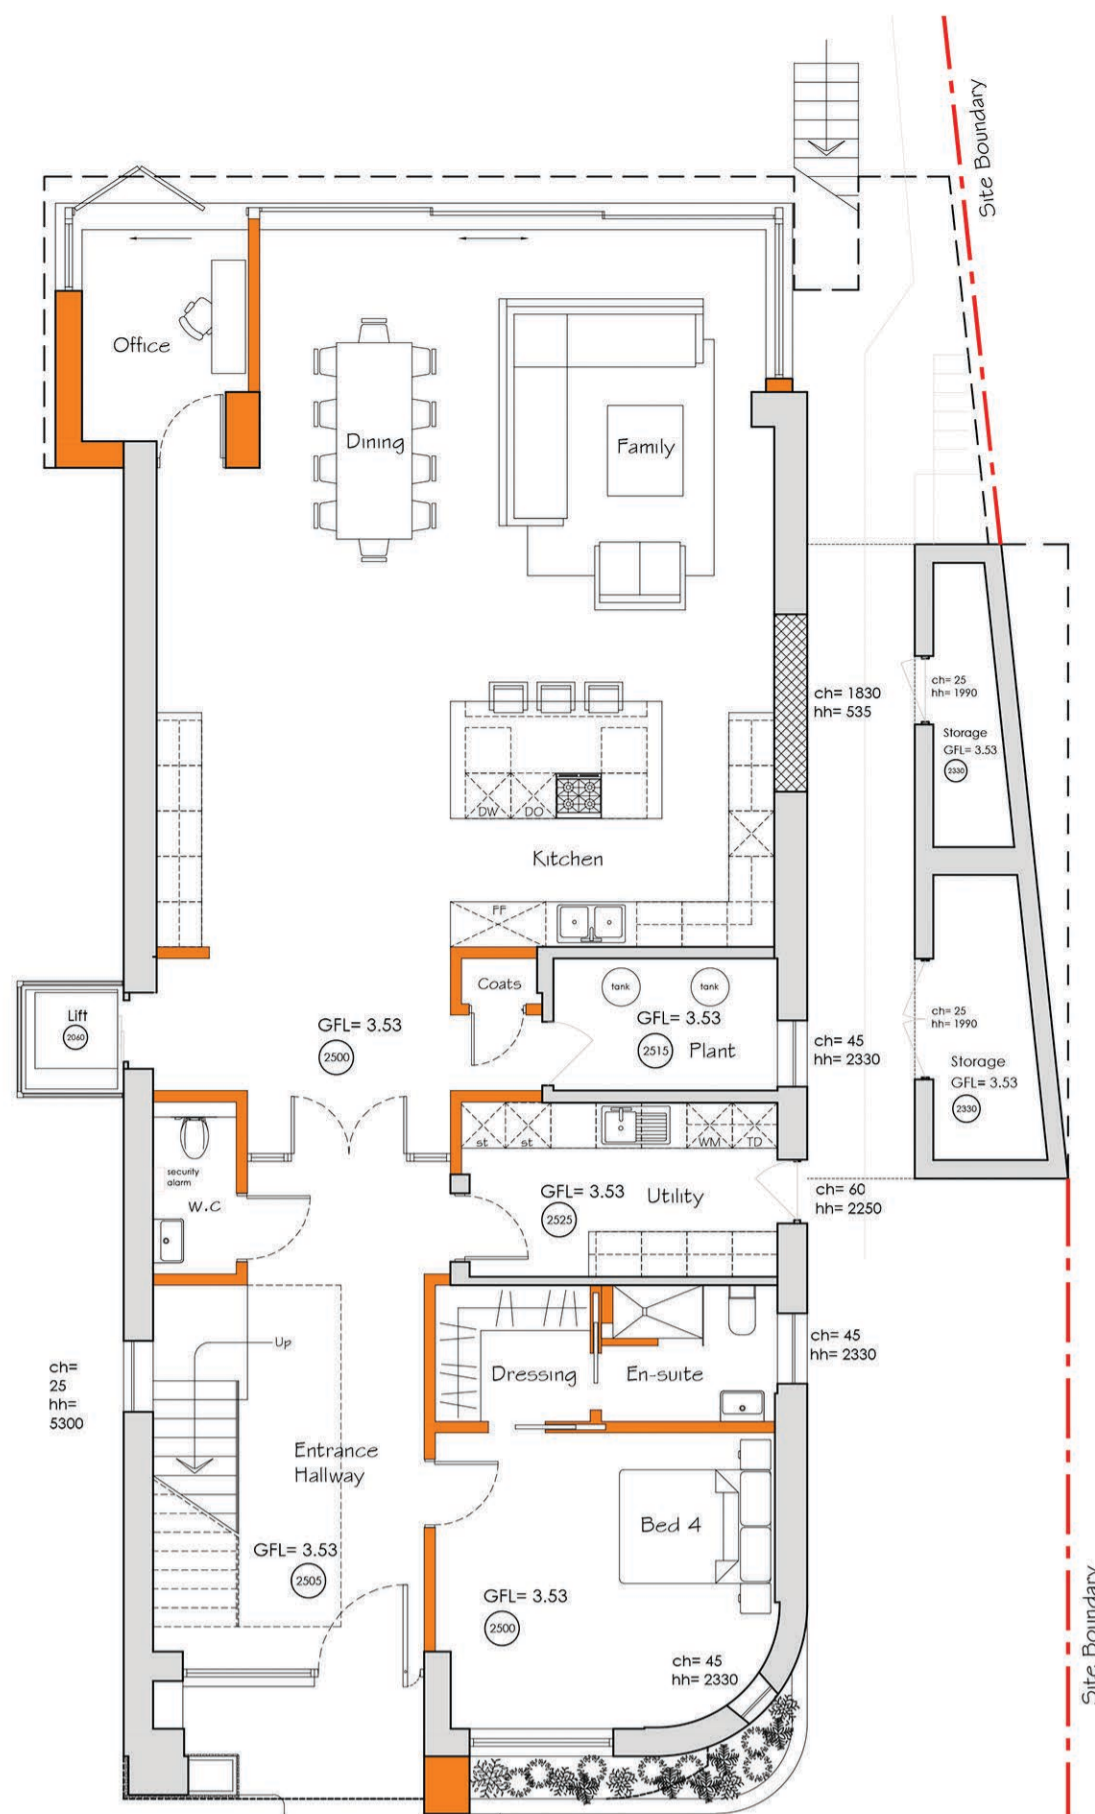 Site Boundary
Office
Dining
Family
ch= 1830
hh= 535
ch= 25
hh= 1990
Storage
GFL= 3.53
2330
DW
DO
Kitchen
FF
Coats
tank
tank
GFL= 3.53
2515
Plant
Lift
2060
GFL= 3.53
2500
ch= 45
hh= 2330
ch= 25
hh= 1990
Storage
GFL= 3.53
2330
st
st
WM
TD
security
alarm
W.C
GFL= 3.53
2525
Utility
ch= 60
hh= 2250
Up
ch=
25
hh=
5300
Dressing
En-suite
ch= 45
hh= 2330
Entrance
Hallway
GFL= 3.53
2505
Bed 4
GFL= 3.53
2500
ch= 45
hh= 2330
Site Boundary